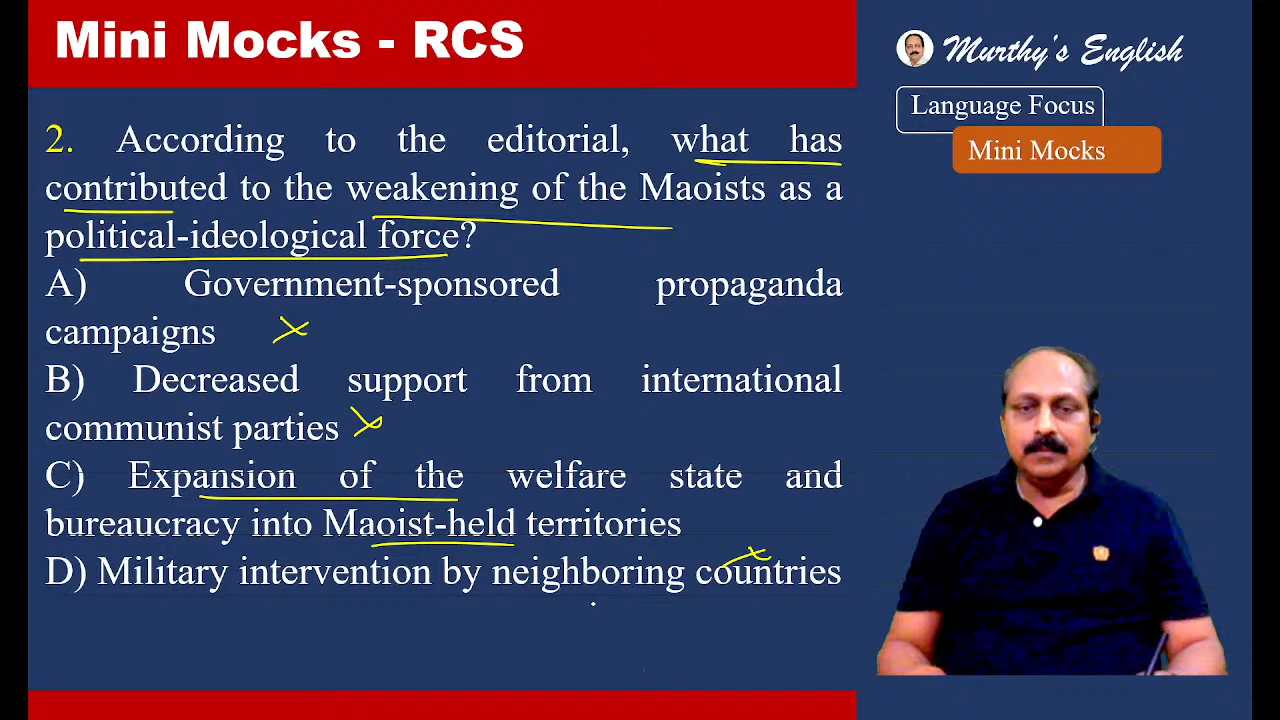 Mini Mocks - RCS
Murthy's English
Language Focus
Mini Mocks
2. According to the editorial, what has
contributed to the weakening of the Maoists as a
political-ideological force?
A) Government-sponsored propaganda
campaigns
B) Decreased support from international
communist parties
C) Expansion of the welfare state and
bureaucracy into Maoist-held territories
D) Military intervention by neighboring countries